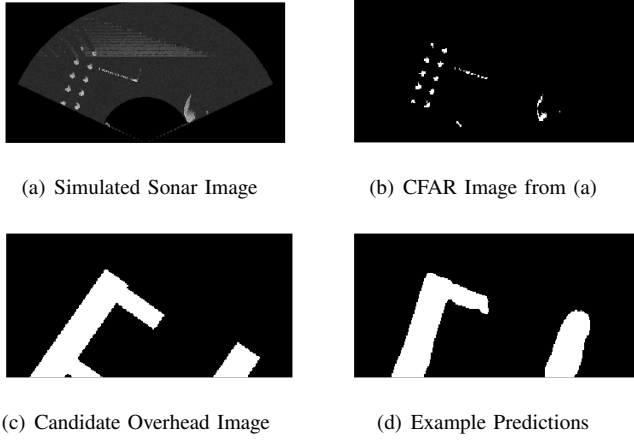 (a) Simulated Sonar Image
(b) CFAR Image from (a)
(c) Candidate Overhead Image
(d) Example Predictions